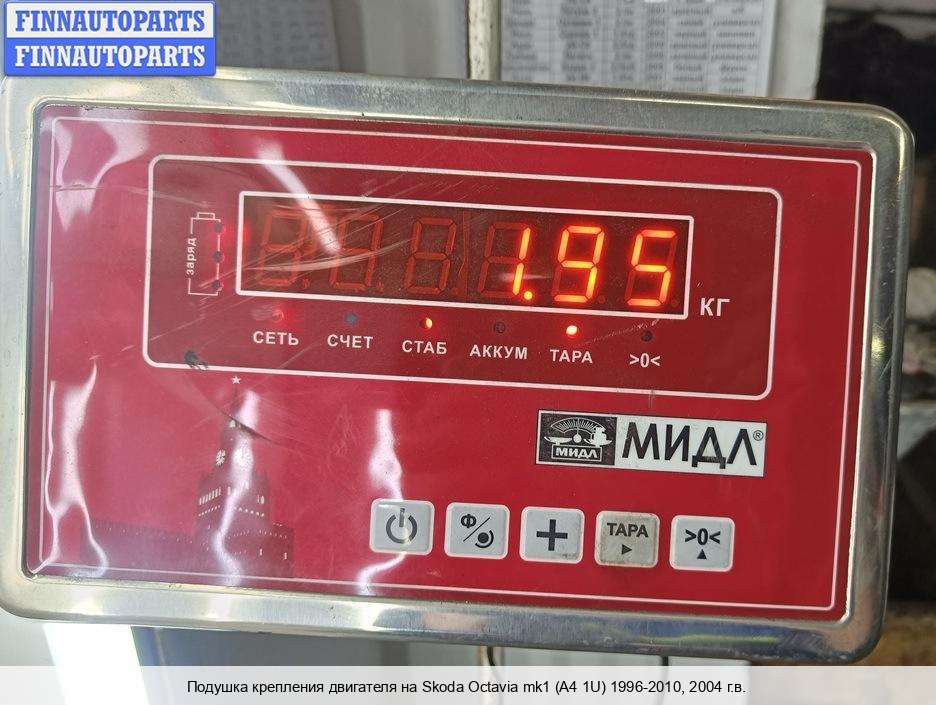 FINNAUTOPARTS
FINNAUTOPARTS
заряд
1.95
КГ
СЕТЬ СЧЕТ СТАБ АККУМ ТАРА >0<
МИДЛ МИДЛ®
Ф ТАРА >0<
Подушка крепления двигателя на Skoda Octavia mk1 (A4 1U) 1996-2010, 2004 г.в.